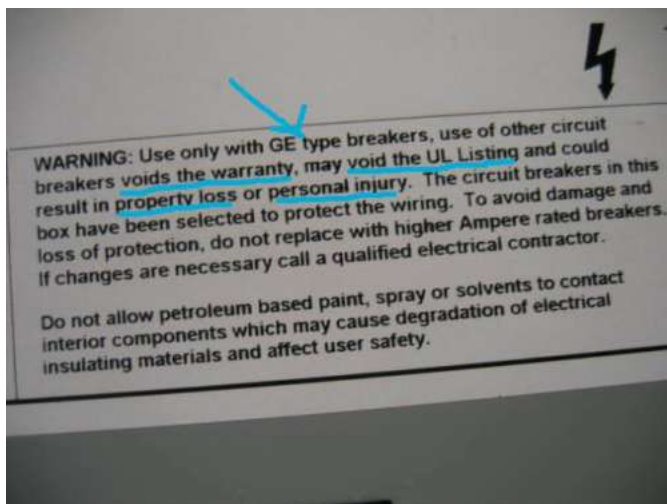 WARNING: Use only with GE type breakers, use of other circuit
breakers voids the warranty, may void the UL Listing and could
result in property loss or personal injury. The circuit breakers in this
box have been selected to protect the wiring. To avoid damage and
loss of protection, do not replace with higher Ampere rated breakers.
If changes are necessary call a qualified electrical contractor.
Do not allow petroleum based paint, spray or solvents to contact
interior components which may cause degradation of electrical
insulating materials and affect user safety.